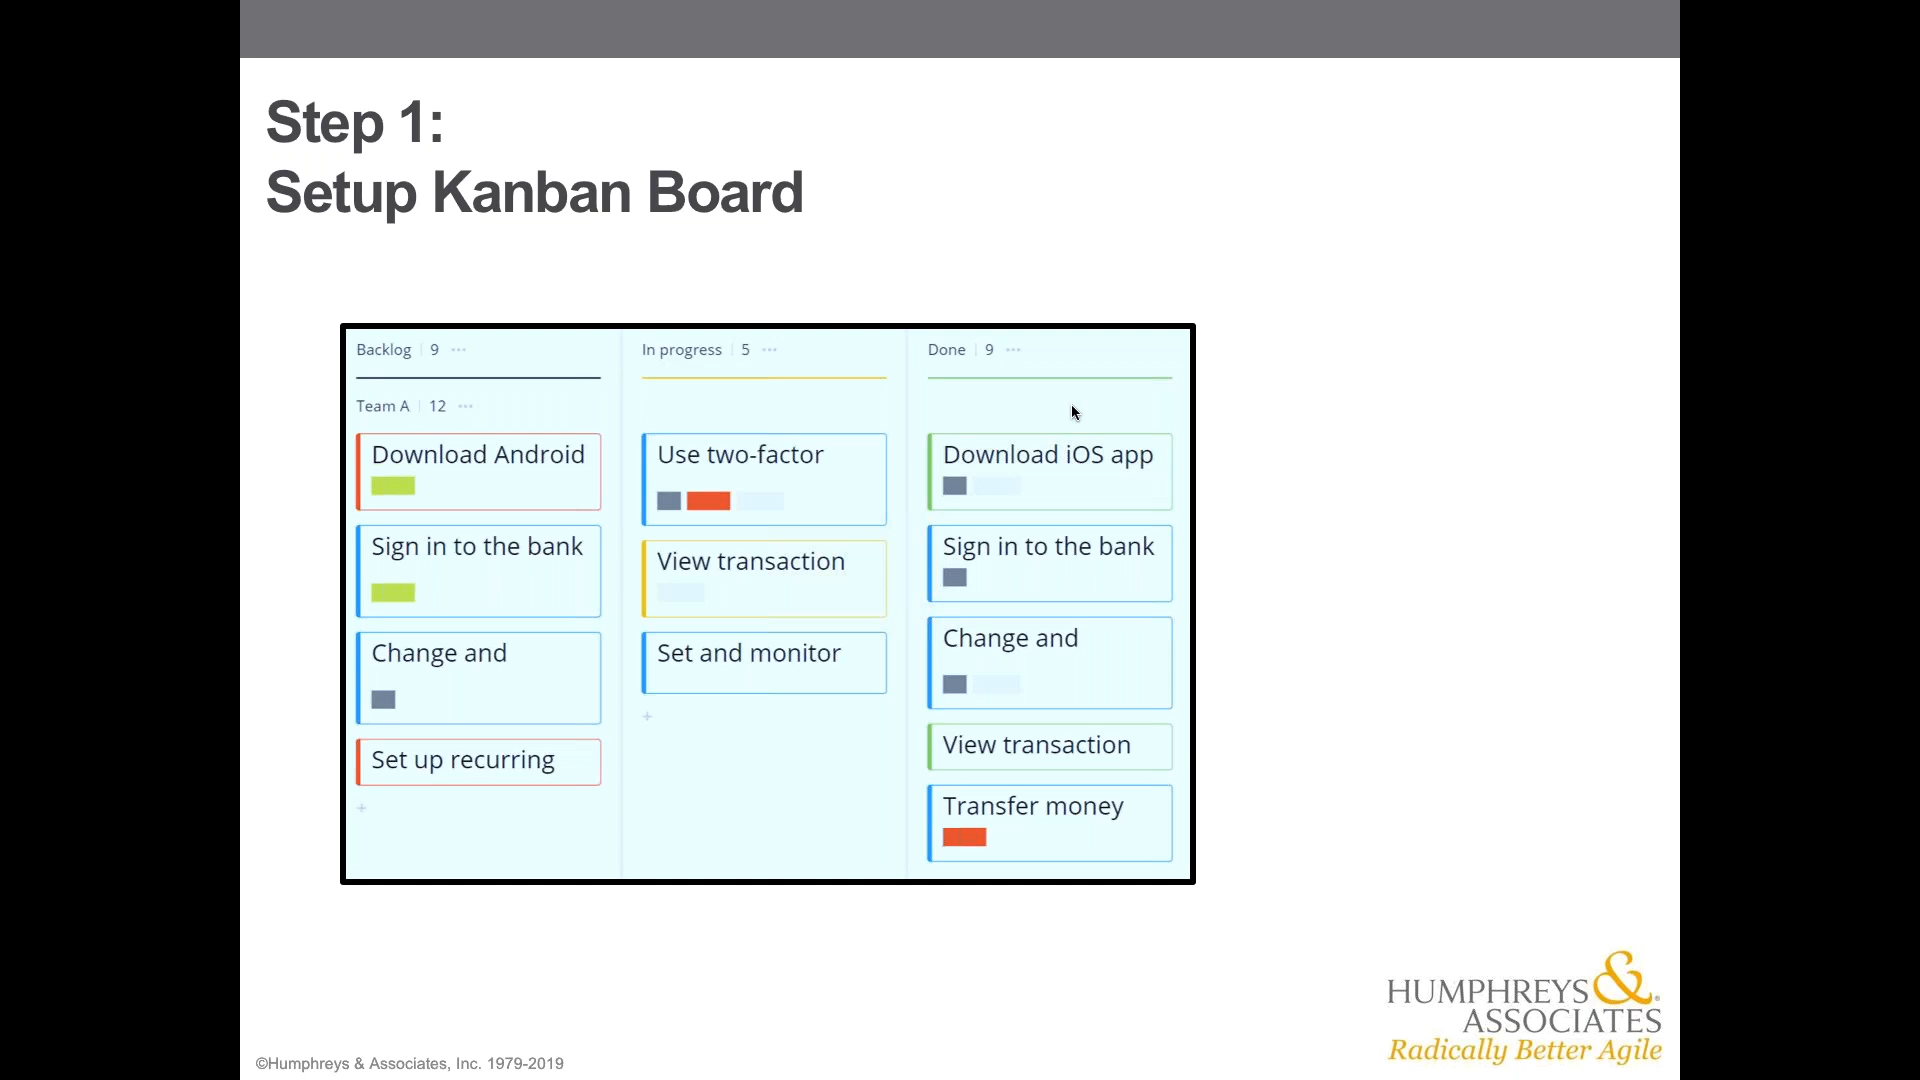 Step 1:
Setup Kanban Board
Backlog 9 ...
In progress 5 ...
Done 9 ...
Team A 12 ...
Download Android
Sign in to the bank
Change and
Set up recurring
+
Use two-factor
View transaction
Set and monitor
+
Download iOS app
Sign in to the bank
Change and
View transaction
Transfer money
HUMPHREYS &
ASSOCIATES
Radically Better Agile
©Humphreys & Associates, Inc. 1979-2019